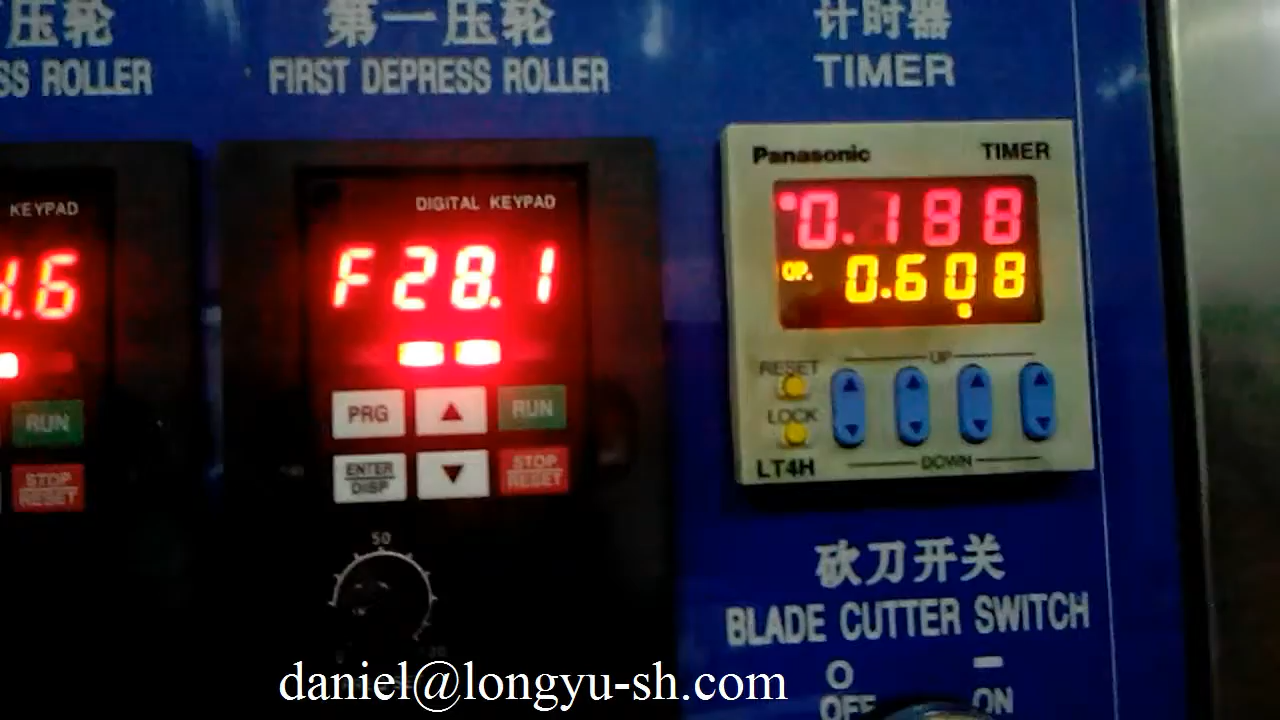 压轮
SS ROLLER
第一压轮
FIRST DEPRESS ROLLER
计时器
TIMER
KEYPAD
.6
RUN
STOP
RESET
DIGITAL KEYPAD
F28.1
PRG
RUN
ENTER
DISP
STOP
RESET
50
Panasonic TIMER
0.188
OP. 0.608
UP
RESET
LOCK
LT4H
DOWN
砍刀开关
BLADE CUTTER SWITCH
OFF
ON
daniel@longyu-sh.com